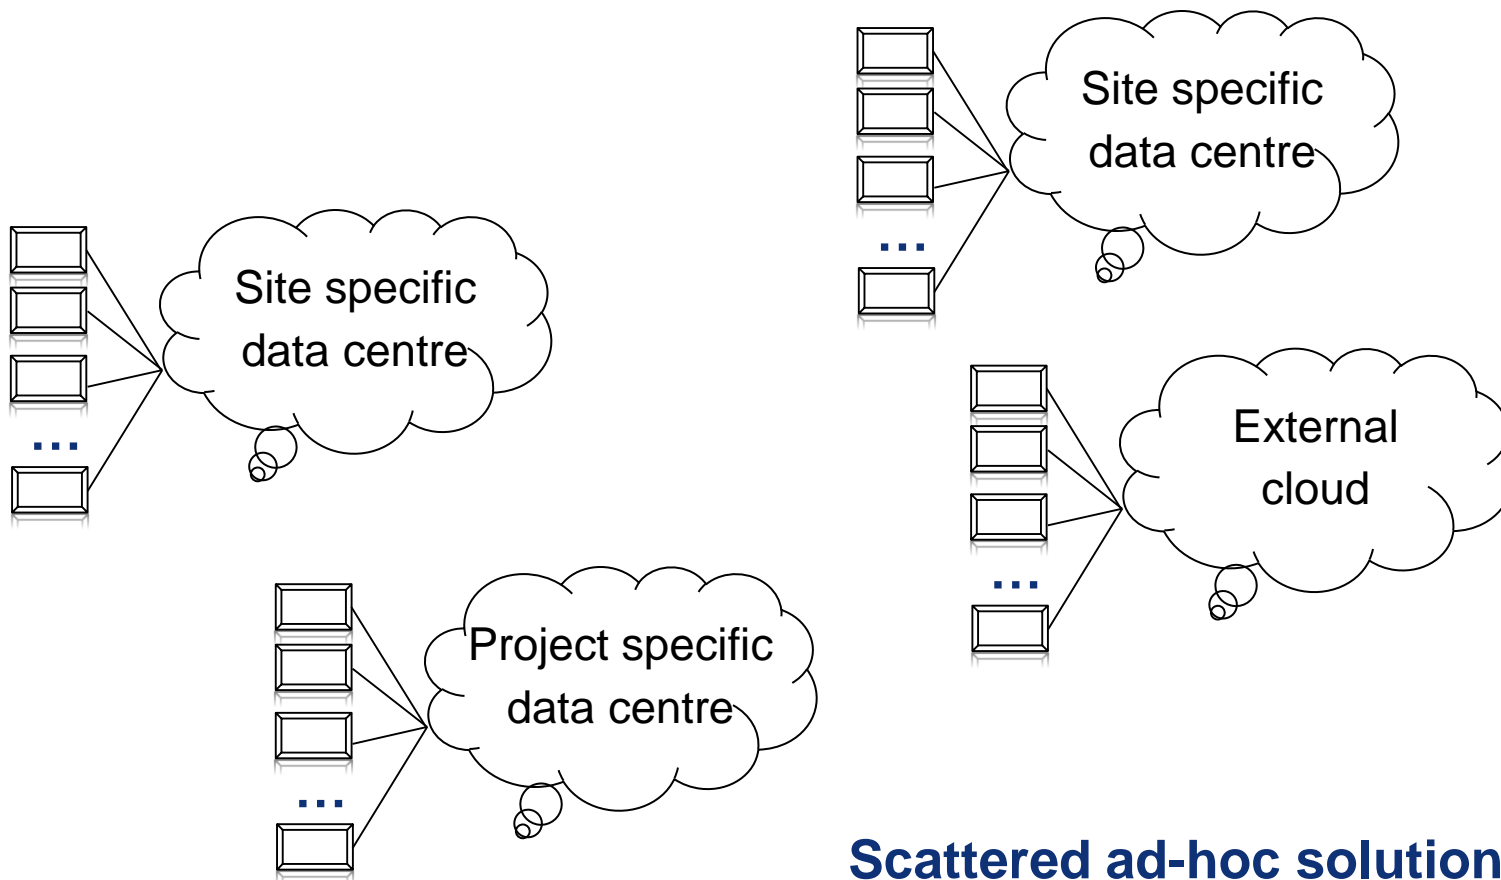 Site specific
data centre
...
Site specific
data centre
...
External
cloud
...
Project specific
data centre
...
Scattered ad-hoc solution